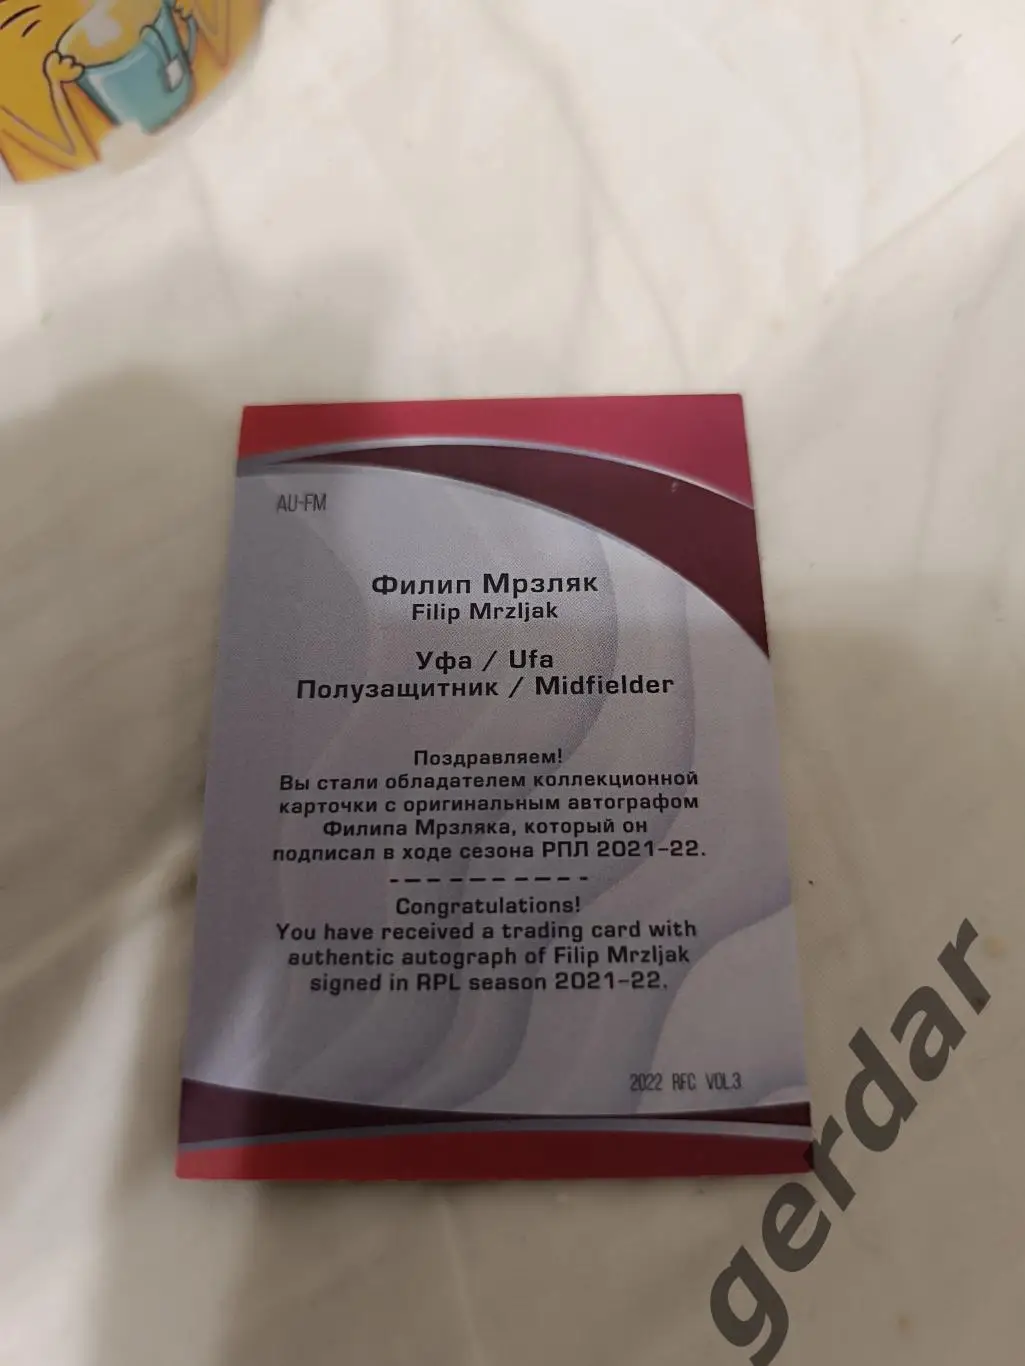 AU-FM
Филип Мрзляк
Filip Mrzljak
Уфа / Ufa
Полузащитник / Midfielder
Поздравляем!
Вы стали обладателем коллекционной
карточки с оригинальным автографом
Филипа Мрзляка, который он
подписал в ходе сезона РПЛ 2021-22.
Congratulations!
You have received a trading card with
authentic autograph of Filip Mrzljak
signed in RPL season 2021-22.
2022 RFC VOL.3
gerdar